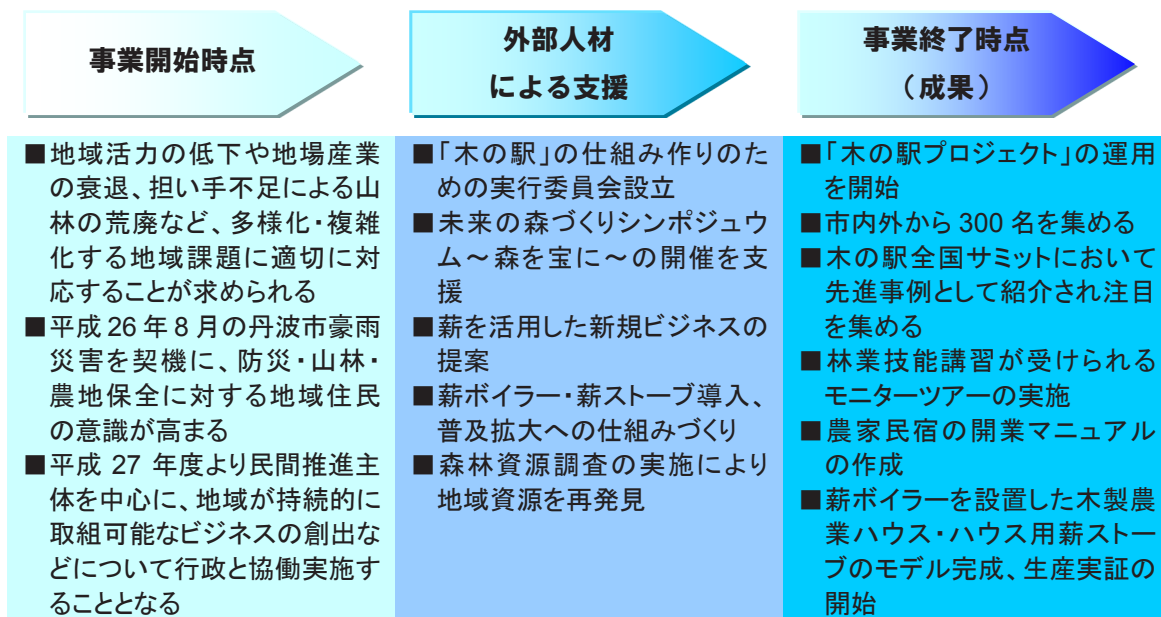 事業開始時点
外部人材
による支援
事業終了時点
（成果）
■地域活力の低下や地場産業
の衰退、担い手不足による山
林の荒廃など、多様化・複雑
化する地域課題に適切に対
応することが求められる
■平成 26 年 8 月の丹波市豪雨
災害を契機に、防災・山林・
農地保全に対する地域住民
の意識が高まる
■平成 27 年度より民間推進主
体を中心に、地域が持続的に
取組可能なビジネスの創出な
どについて行政と協働実施す
ることとなる
■「木の駅」の仕組み作りのた
めの実行委員会設立
■未来の森づくりシンポジュウ
ム～森を宝に～の開催を支
援
■薪を活用した新規ビジネスの
提案
■薪ボイラー・薪ストーブ導入、
普及拡大への仕組みづくり
■森林資源調査の実施により
地域資源を再発見
■「木の駅プロジェクト」の運用
を開始
■市内外から 300 名を集める
■木の駅全国サミットにおいて
先進事例として紹介され注目
を集める
■林業技能講習が受けられる
モニターツアーの実施
■農家民宿の開業マニュアル
の作成
■薪ボイラーを設置した木製農
業ハウス・ハウス用薪ストー
ブのモデル完成、生産実証の
開始